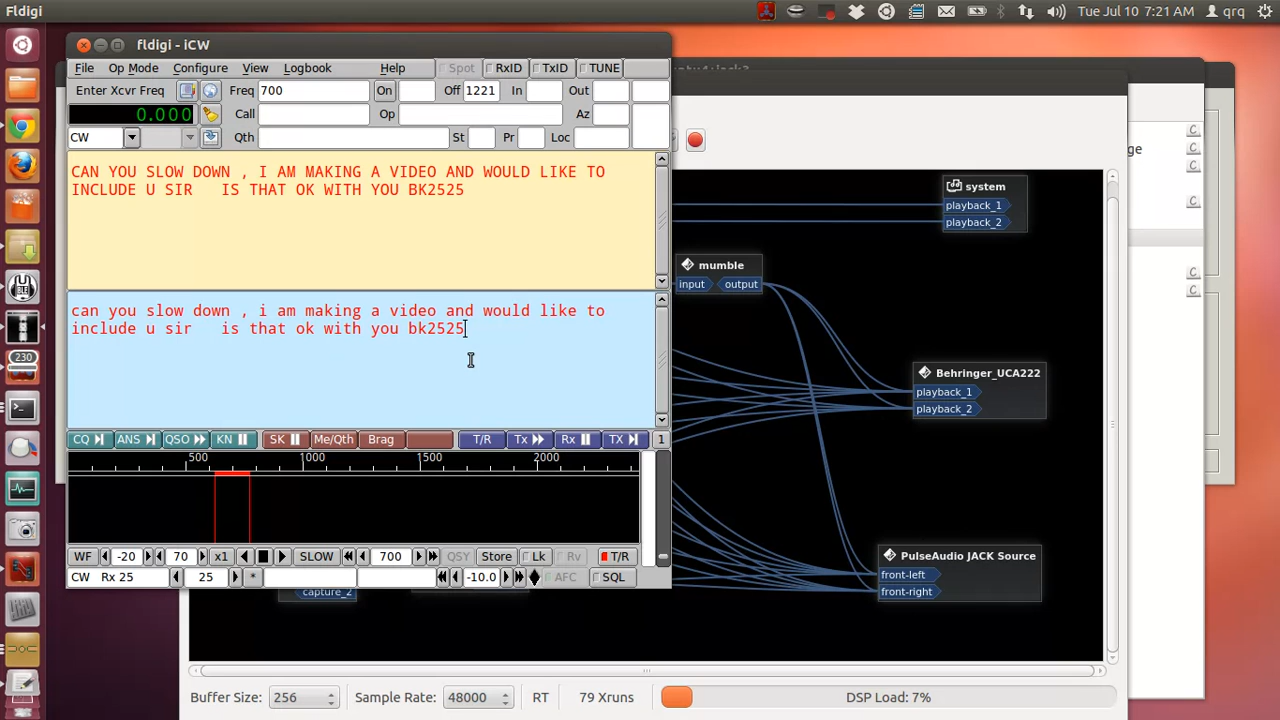 Fldigi
Tue Jul 10 7:21 AM
qrq
fldigi - iCW
File Op Mode Configure View Logbook Help Spot RxID TxID TUNE
Enter Xcvr Freq Freq 700 On Off 1221 In Out
0.000 Call Op Az
CW Qth St Pr Loc
CAN YOU SLOW DOWN , I AM MAKING A VIDEO AND WOULD LIKE TO
INCLUDE U SIR IS THAT OK WITH YOU BK2525
can you slow down , i am making a video and would like to
include u sir is that ok with you bk2525
CQ ANS QSO KN SK Me/Qth Brag T/R Tx Rx TX 1
500 1000 1500 2000
WF -20 70 x1 SLOW 700 QSY Store Lk Rv T/R
CW Rx 25 25 * -10.0 AFC SQL
230
system
playback_1
playback_2
mumble
input output
Behringer_UCA222
playback_1
playback_2
PulseAudio JACK Source
front-left
front-right
capture_2
Buffer Size: 256 Sample Rate: 48000 RT 79 Xruns DSP Load: 7%
C
C
ge
C
C
C
C